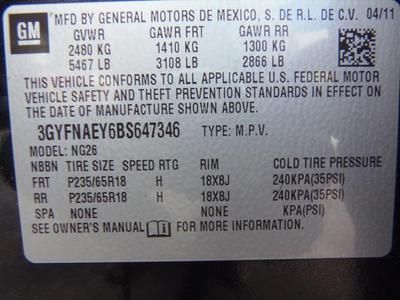 GM
MFD BY GENERAL MOTORS DE MEXICO, S. DE R.L. DE C.V. 04/11
GVWR GAWR FRT GAWR RR
2480 KG 1410 KG 1300 KG
5467 LB 3108 LB 2866 LB
THIS VEHICLE CONFORMS TO ALL APPLICABLE U.S. FEDERAL MOTOR
VEHICLE SAFETY AND THEFT PREVENTION STANDARDS IN EFFECT ON
THE DATE OF MANUFACTURE SHOWN ABOVE.
3GYFNAEY6BS647346 TYPE: M.P.V.
MODEL: NG26
NBBN TIRE SIZE SPEED RTG RIM COLD TIRE PRESSURE
FRT P235/65R18 H 18X8J 240KPA(35PSI)
RR P235/65R18 H 18X8J 240KPA(35PSI)
SPA NONE NONE KPA(PSI)
SEE OWNER'S MANUAL FOR MORE INFORMATION.